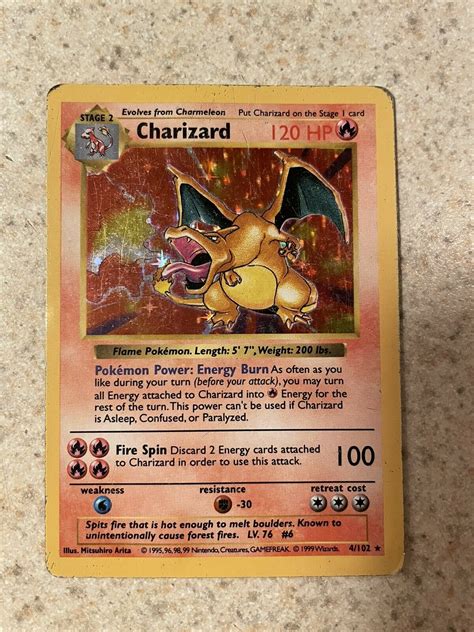 STAGE 2
Evolves from Charmeleon
Put Charizard on the Stage 1 card
Charizard
120 HP
Flame Pokémon. Length: 5' 7", Weight: 200 lbs.
Pokémon Power: Energy Burn As often as you
like during your turn (before your attack), you may turn
all Energy attached to Charizard into Energy for the
rest of the turn. This power can't be used if Charizard
is Asleep, Confused, or Paralyzed.
Fire Spin Discard 2 Energy cards attached
to Charizard in order to use this attack.
100
weakness
resistance
retreat cost
-30
Spits fire that is hot enough to melt boulders. Known to
unintentionally cause forest fires. LV. 76 #6
Illus. Mitsuhiro Arita
© 1995, 96, 98, 99 Nintendo, Creatures, GAMEFREAK. © 1999 Wizards.
4/102 ★